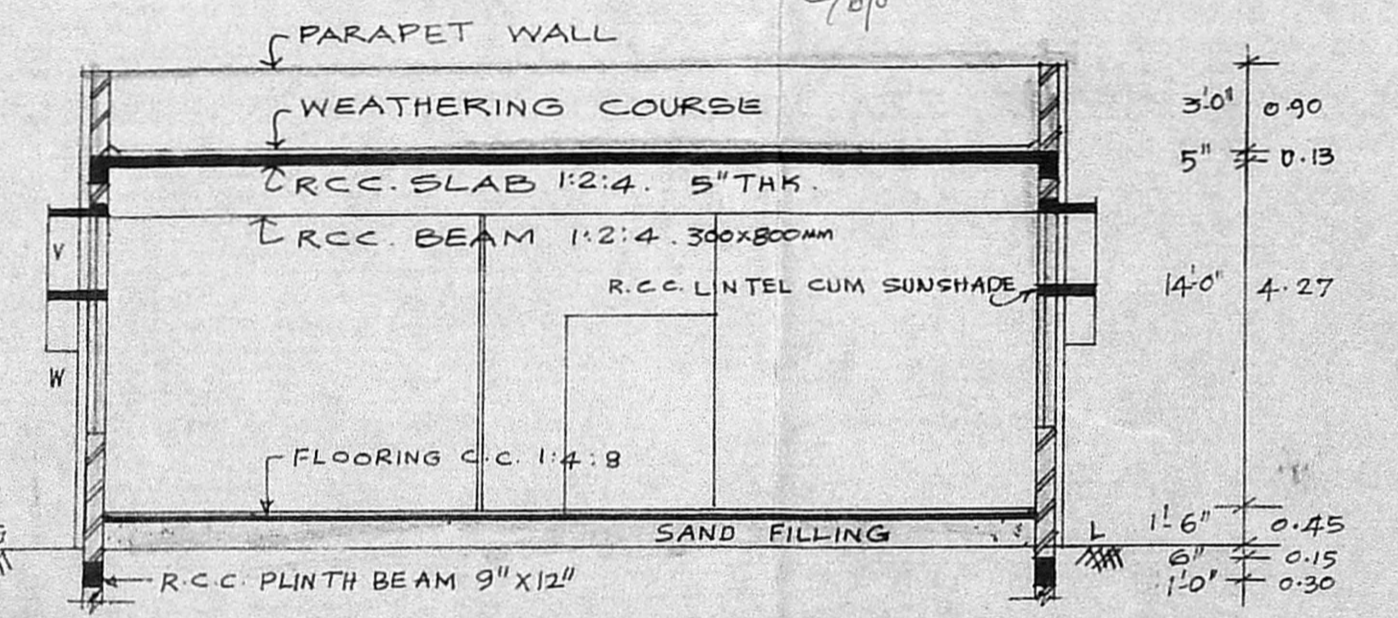 PARAPET WALL
3'-0" 0.90
WEATHERING COURSE
5" 0.13
R.C.C. SLAB 1:2:4. 5" THK.
R.C.C. BEAM 1:2:4. 300x800mm
V
R.C.C. LINTEL CUM SUNSHADE
14'-0" 4.27
W
FLOORING C.C. 1:4:8
1'-6" 0.45
SAND FILLING
L
6" 0.15
R.C.C. PLINTH BEAM 9"X12"
1'-0" 0.30